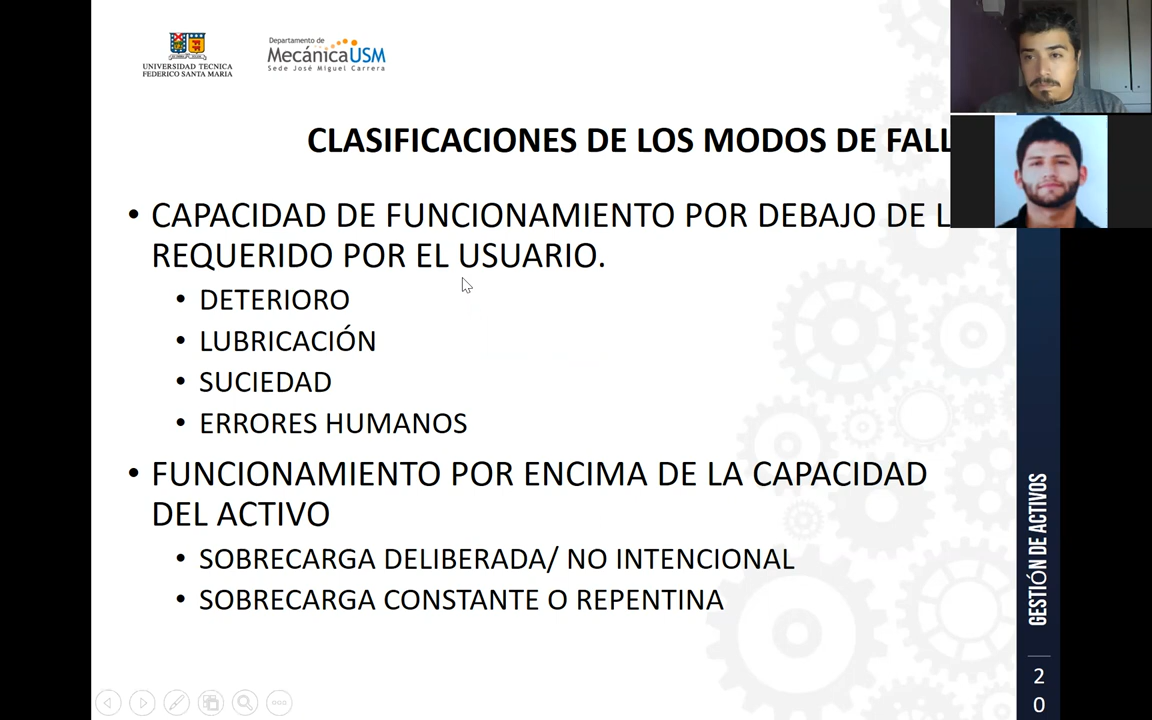 UNIVERSIDAD TECNICA
FEDERICO SANTA MARIA
Departamento de
MecánicaUSM
Sede José Miguel Carrera
CLASIFICACIONES DE LOS MODOS DE FALL
• CAPACIDAD DE FUNCIONAMIENTO POR DEBAJO DE L
REQUERIDO POR EL USUARIO.
• DETERIORO
• LUBRICACIÓN
• SUCIEDAD
• ERRORES HUMANOS
• FUNCIONAMIENTO POR ENCIMA DE LA CAPACIDAD
DEL ACTIVO
• SOBRECARGA DELIBERADA/ NO INTENCIONAL
• SOBRECARGA CONSTANTE O REPENTINA
GESTIÓN DE ACTIVOS
2
0